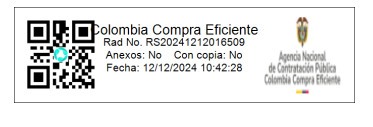 Colombia Compra Eficiente
Rad No. RS20241212016509
Anexos: No Con copia: No
Fecha: 12/12/2024 10:42:28
Agencia Nacional
de Contratación Pública
Colombia Compra Eficiente